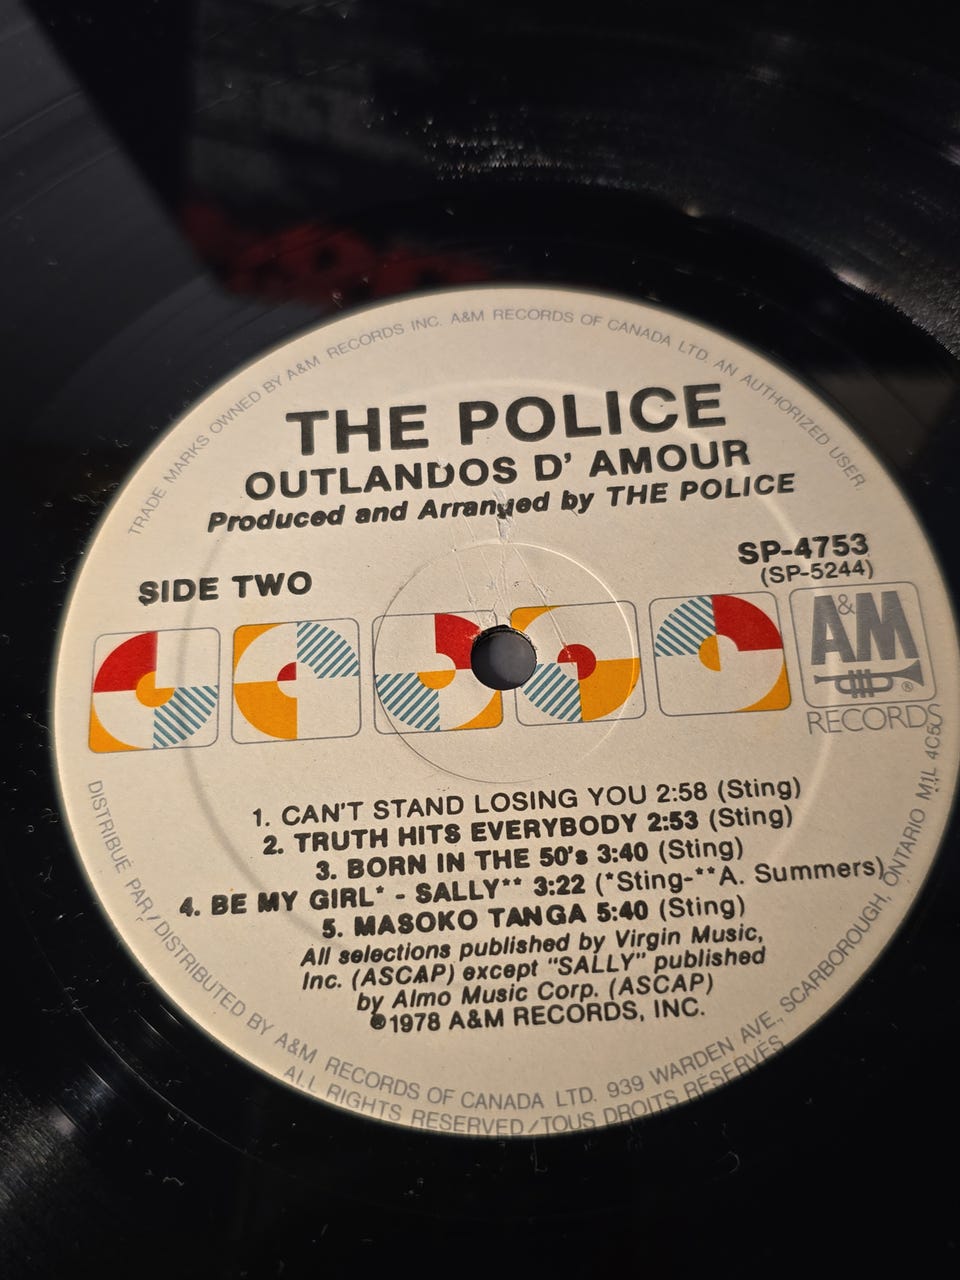 TRADE MARKS OWNED BY A&M RECORDS INC. A&M RECORDS OF CANADA LTD. AN AUTHORIZED USER.
THE POLICE
OUTLANDOS D' AMOUR
Produced and Arranged by THE POLICE
SIDE TWO
SP-4753
(SP-5244)
A&M
®
RECORDS
1. CAN'T STAND LOSING YOU 2:58 (Sting)
2. TRUTH HITS EVERYBODY 2:53 (Sting)
3. BORN IN THE 50's 3:40 (Sting)
4. BE MY GIRL* - SALLY** 3:22 (*Sting-**A. Summers)
5. MASOKO TANGA 5:40 (Sting)
All selections published by Virgin Music,
Inc. (ASCAP) except "SALLY" published
by Almo Music Corp. (ASCAP)
℗1978 A&M RECORDS, INC.
DISTRIBUÉ PAR/DISTRIBUTED BY A&M RECORDS OF CANADA LTD. 939 WARDEN AVE., SCARBOROUGH, ONTARIO M1L 4C5
ALL RIGHTS RESERVED/TOUS DROITS RÉSERVÉS